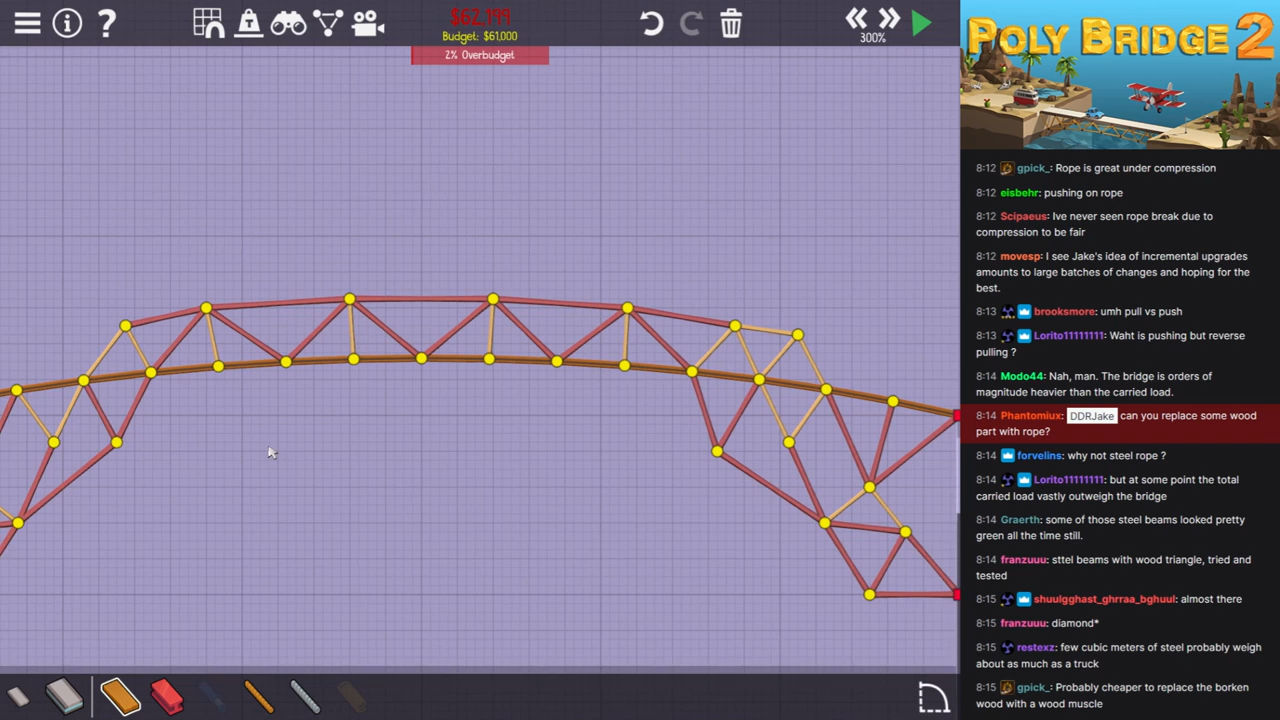 $62,199
Budget: $61,000
2% Overbudget
300%
POLY BRIDGE 2
8:12 gpick_: Rope is great under compression
8:12 eisbehr: pushing on rope
8:12 Scipaeus: Ive never seen rope break due to
compression to be fair
8:12 movesp: I see Jake's idea of incremental upgrades
amounts to large batches of changes and hoping for the
best.
8:13 brooksmore: umh pull vs push
8:13 Lorito11111111: Waht is pushing but reverse
pulling ?
8:14 Modo44: Nah, man. The bridge is orders of
magnitude heavier than the carried load.
8:14 Phantomiux: DDRJake can you replace some wood
part with rope?
8:14 forvelins: why not steel rope ?
8:14 Lorito11111111: but at some point the total
carried load vastly outweigh the bridge
8:14 Graerth: some of those steel beams looked pretty
green all the time still.
8:14 franzuuu: sttel beams with wood triangle, tried and
tested
8:15 shuuigghast_ghrraa_bghuul: almost there
8:15 franzuuu: diamond*
8:15 restexz: few cubic meters of steel probably weigh
about as much as a truck
8:15 gpick_: Probably cheaper to replace the borken
wood with a wood muscle